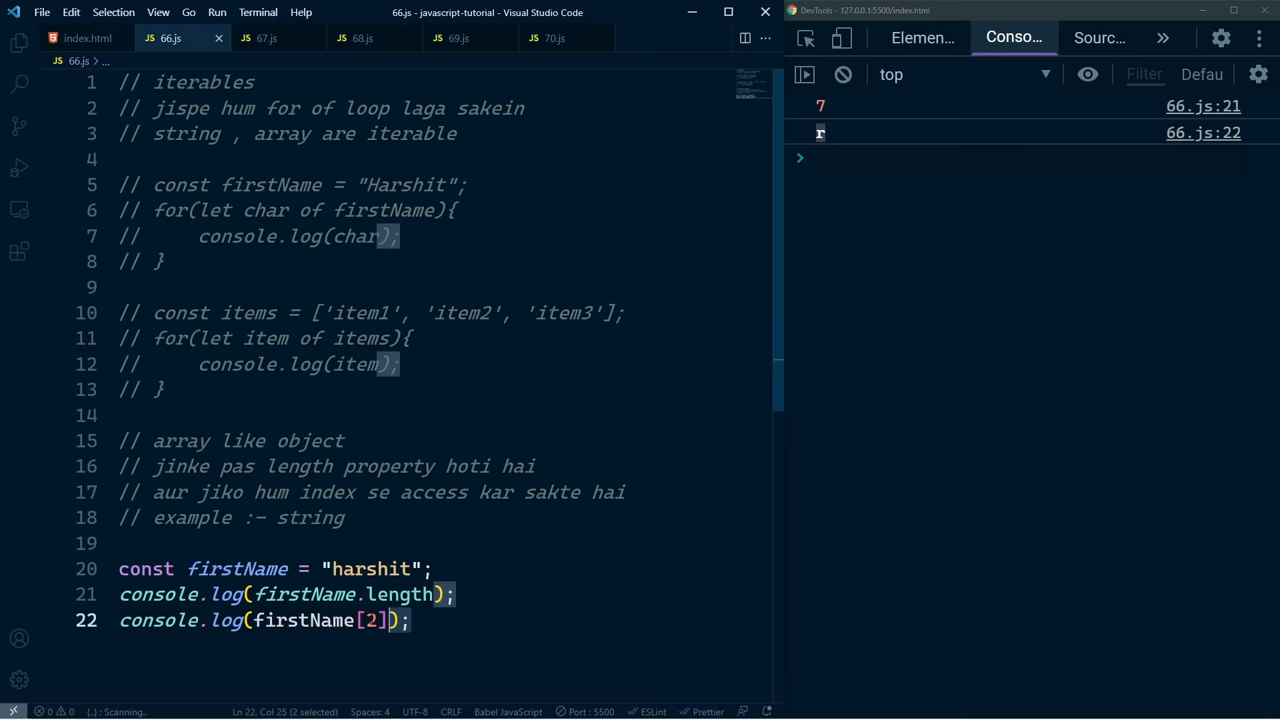 File Edit Selection View Go Run Terminal Help 66.js - javascript-tutorial - Visual Studio Code
index.html JS 66.js JS 67.js JS 68.js JS 69.js JS 70.js
JS 66.js > ...
1 // iterables
2 // jispe hum for of loop laga sakein
3 // string , array are iterable
4
5 // const firstName = "Harshit";
6 // for(let char of firstName){
7 //     console.log(char);
8 // }
9
10 // const items = ['item1', 'item2', 'item3'];
11 // for(let item of items){
12 //     console.log(item);
13 // }
14
15 // array like object
16 // jinke pas length property hoti hai
17 // aur jiko hum index se access kar sakte hai
18 // example :- string
19
20 const firstName = "harshit";
21 console.log(firstName.length);
22 console.log(firstName[2]);
{..} : Scanning.. Ln 22, Col 25 (2 selected) Spaces: 4 UTF-8 CRLF Babel JavaScript Port : 5500 ESLint Prettier
0 0
DevTools - 127.0.0.1:5500/index.html
Elemen... Conso... Sourc...
top Filter Defau
7 66.js:21
r 66.js:22